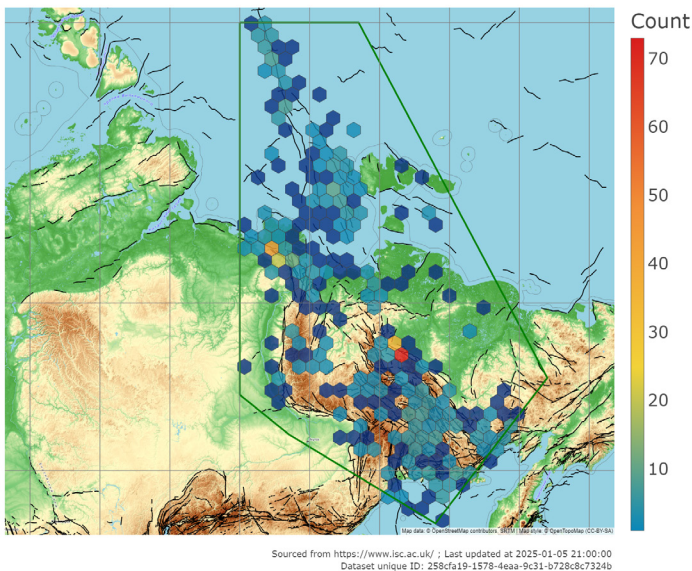 Count
70
60
50
40
30
20
10
Map data: © OpenStreetMap contributors, SRTM | Map style: © OpenTopoMap (CC-BY-SA)
Sourced from https://www.isc.ac.uk/ ; Last updated at 2025-01-05 21:00:00
Dataset unique ID: 258cfa19-1578-4eaa-9c31-b728c8c7324b